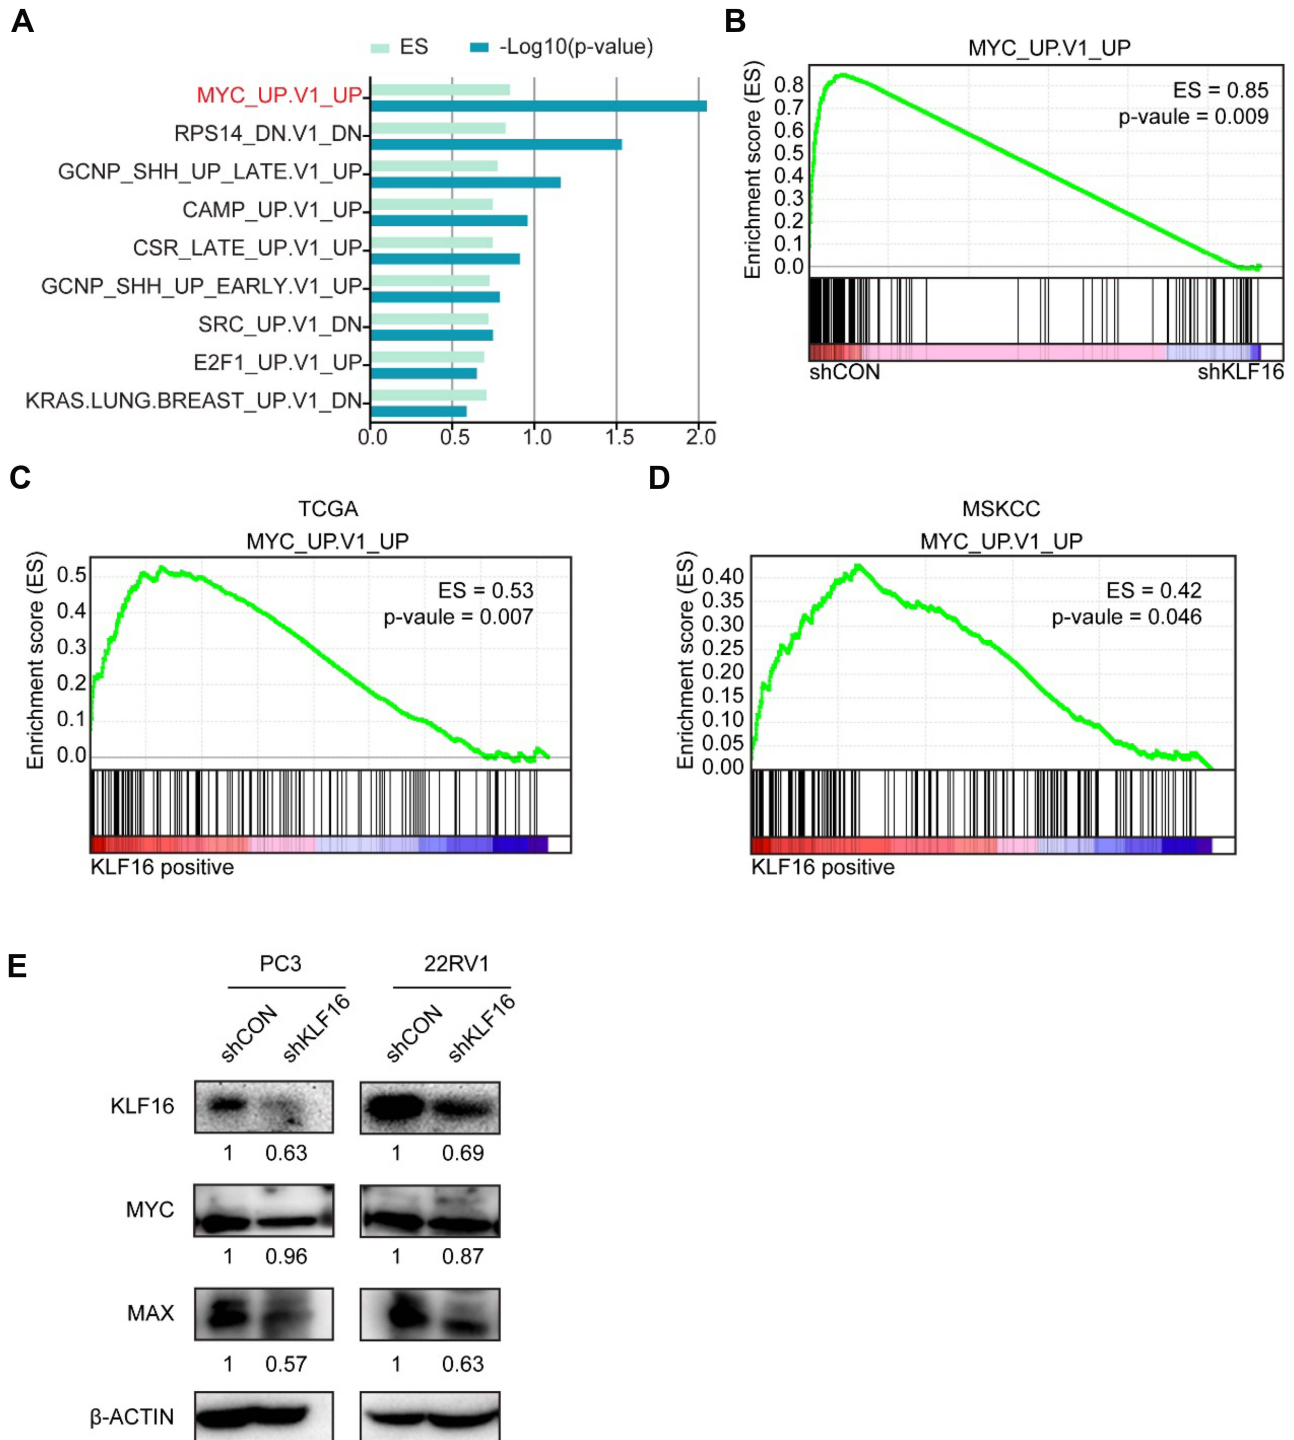 A
ES -Log10(p-value)
MYC_UP.V1_UP
RPS14_DN.V1_DN
GCNP_SHH_UP_LATE.V1_UP
CAMP_UP.V1_UP
CSR_LATE_UP.V1_UP
GCNP_SHH_UP_EARLY.V1_UP
SRC_UP.V1_DN
E2F1_UP.V1_UP
KRAS.LUNG.BREAST_UP.V1_DN
0.0 0.5 1.0 1.5 2.0
B
MYC_UP.V1_UP
Enrichment score (ES)
0.8
0.7
0.6
0.5
0.4
0.3
0.2
0.1
0.0
ES = 0.85
p-vaule = 0.009
shCON shKLF16
C
TCGA
MYC_UP.V1_UP
Enrichment score (ES)
0.5
0.4
0.3
0.2
0.1
0.0
ES = 0.53
p-vaule = 0.007
KLF16 positive
D
MSKCC
MYC_UP.V1_UP
Enrichment score (ES)
0.40
0.35
0.30
0.25
0.20
0.15
0.10
0.05
0.00
ES = 0.42
p-vaule = 0.046
KLF16 positive
E
PC3 22RV1
shCON shKLF16 shCON shKLF16
KLF16
1 0.63 1 0.69
MYC
1 0.96 1 0.87
MAX
1 0.57 1 0.63
β-ACTIN